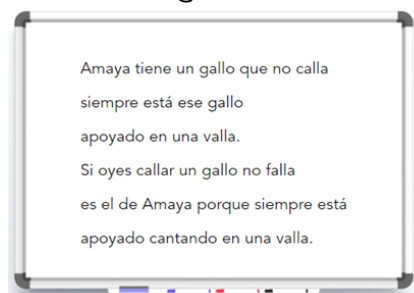 Amaya tiene un gallo que no calla
siempre está ese gallo
apoyado en una valla.
Si oyes callar un gallo no falla
es el de Amaya porque siempre está
apoyado cantando en una valla.